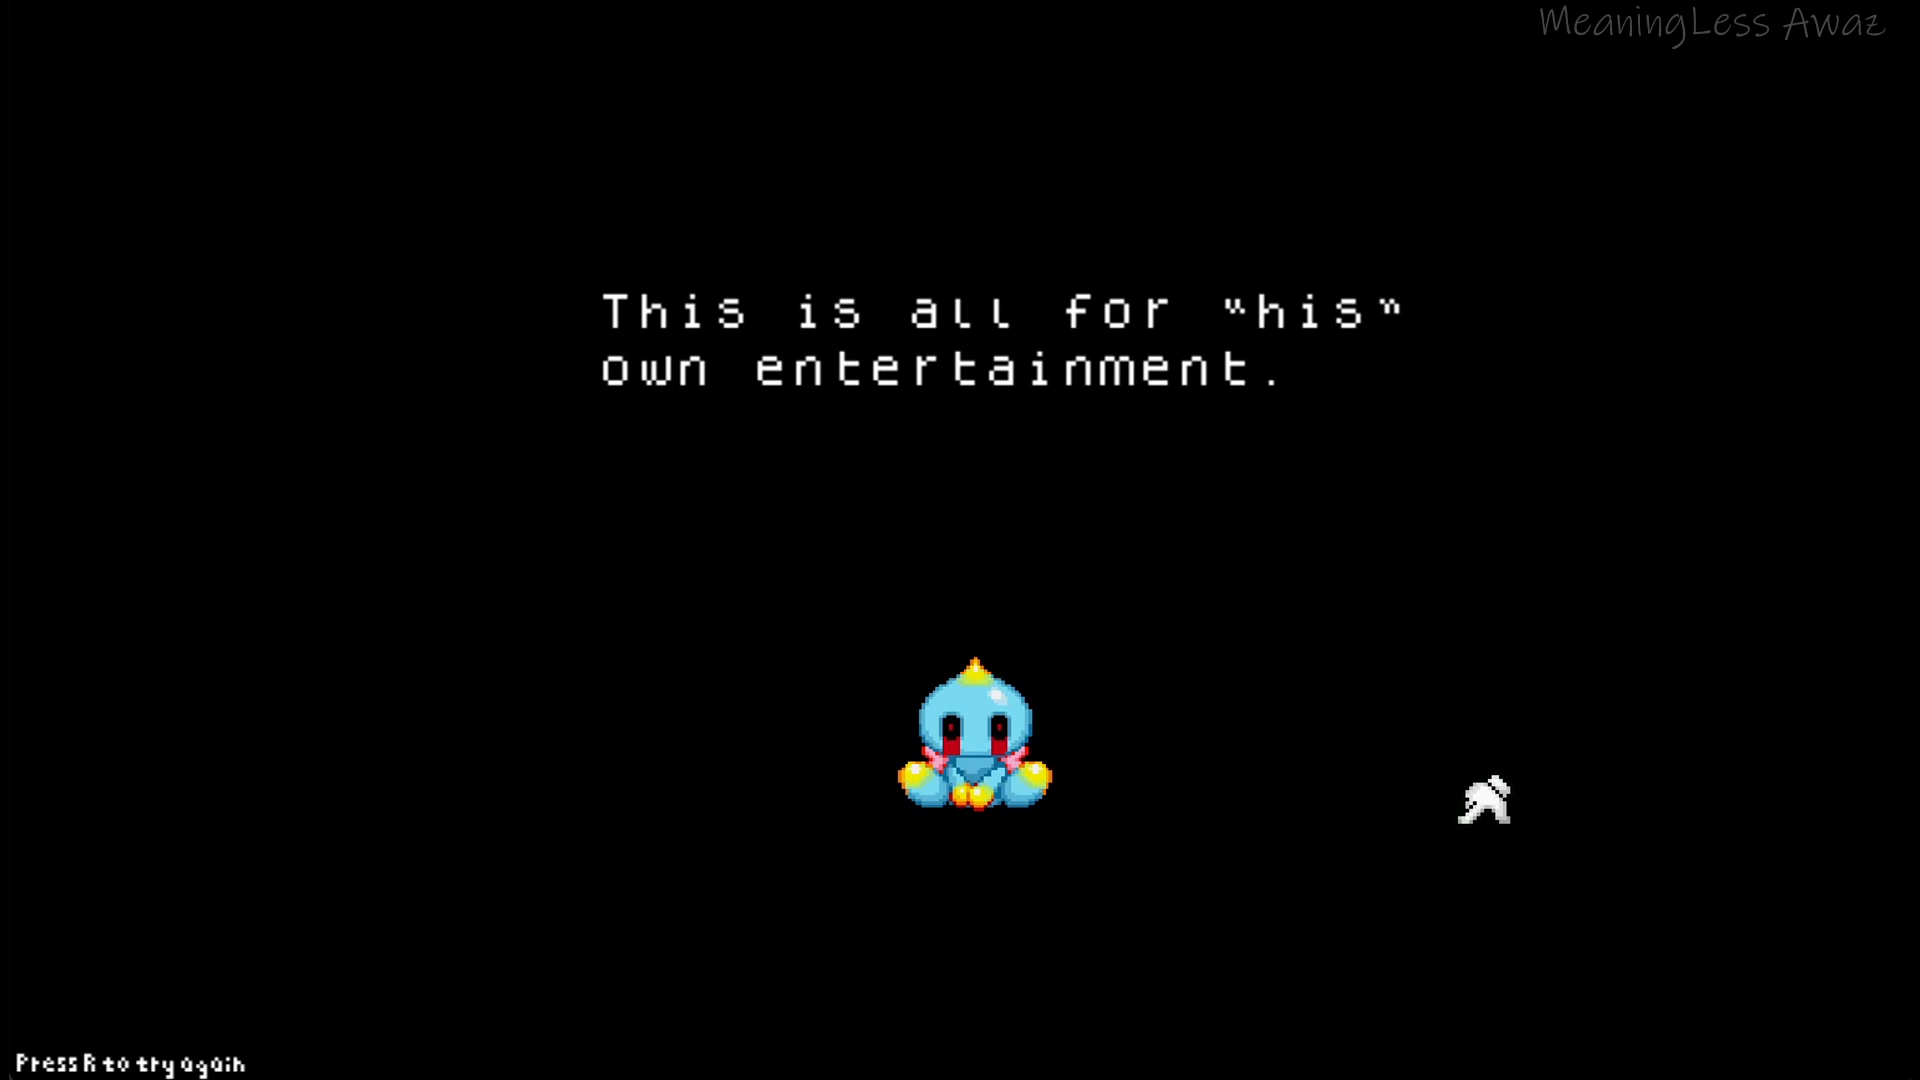 MeaningLess Awaz
This is all for "his"
own entertainment.
Press R to try again